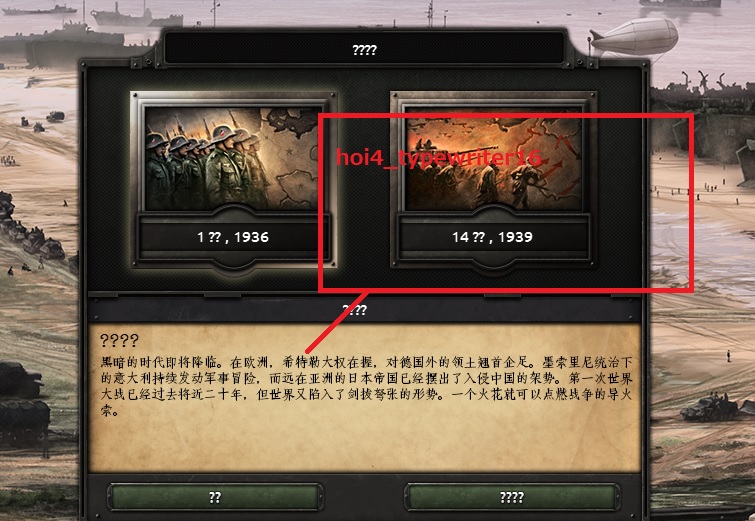 ????
hoi4_typewriter16
1 ?? , 1936
14 ?? , 1939
????
????
黑暗的时代即将降临。在欧洲，希特勒大权在握，对德国外的领土翘首企足。墨索里尼统治下
的意大利持续发动军事冒险，而远在亚洲的日本帝国已经摆出了入侵中国的架势。第一次世界
大战已经过去将近二十年，但世界又陷入了剑拔弩张的形势。一个火花就可以点燃战争的导火
索。
??
????